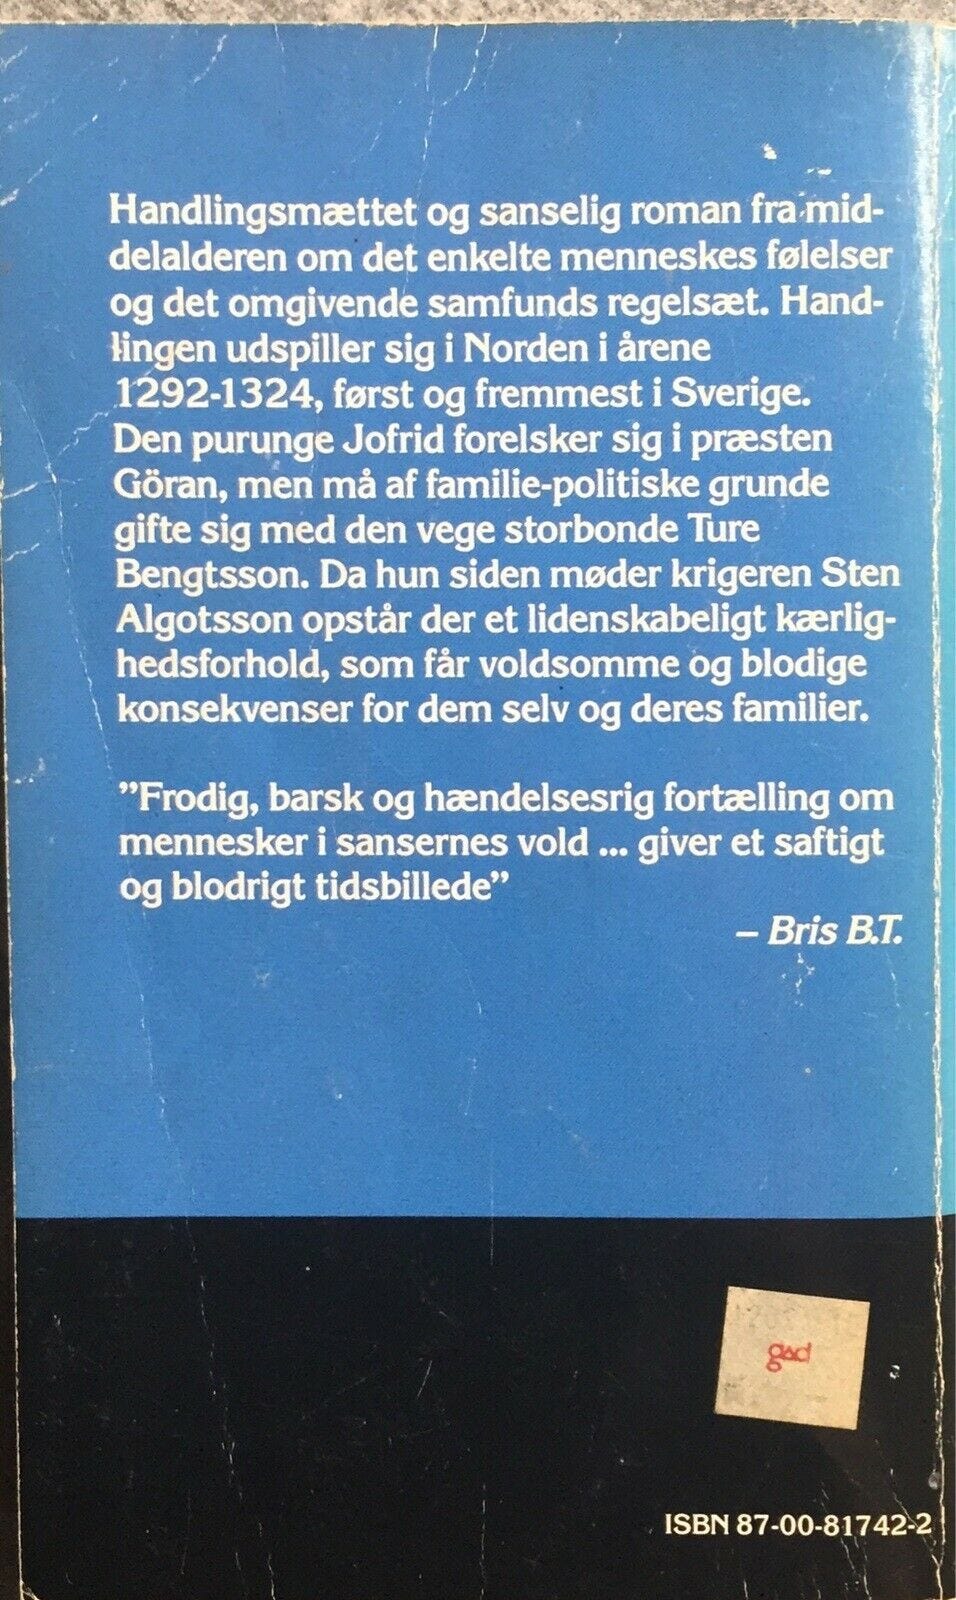 Handlingsmættet og sanselig roman fra mid-
delalderen om det enkelte menneskes følelser
og det omgivende samfunds regelsæt. Hand-
lingen udspiller sig i Norden i årene
1292-1324, først og fremmest i Sverige.
Den purunge Jofrid forelsker sig i præsten
Göran, men må af familie-politiske grunde
gifte sig med den vege storbonde Ture
Bengtsson. Da hun siden møder krigeren Sten
Algotsson opstår der et lidenskabeligt kærlig-
hedsforhold, som får voldsomme og blodige
konsekvenser for dem selv og deres familier.
”Frodig, barsk og hændelsesrig fortælling om
mennesker i sansernes vold ... giver et saftigt
og blodrigt tidsbillede”
– Bris B.T.
gad
ISBN 87-00-81742-2